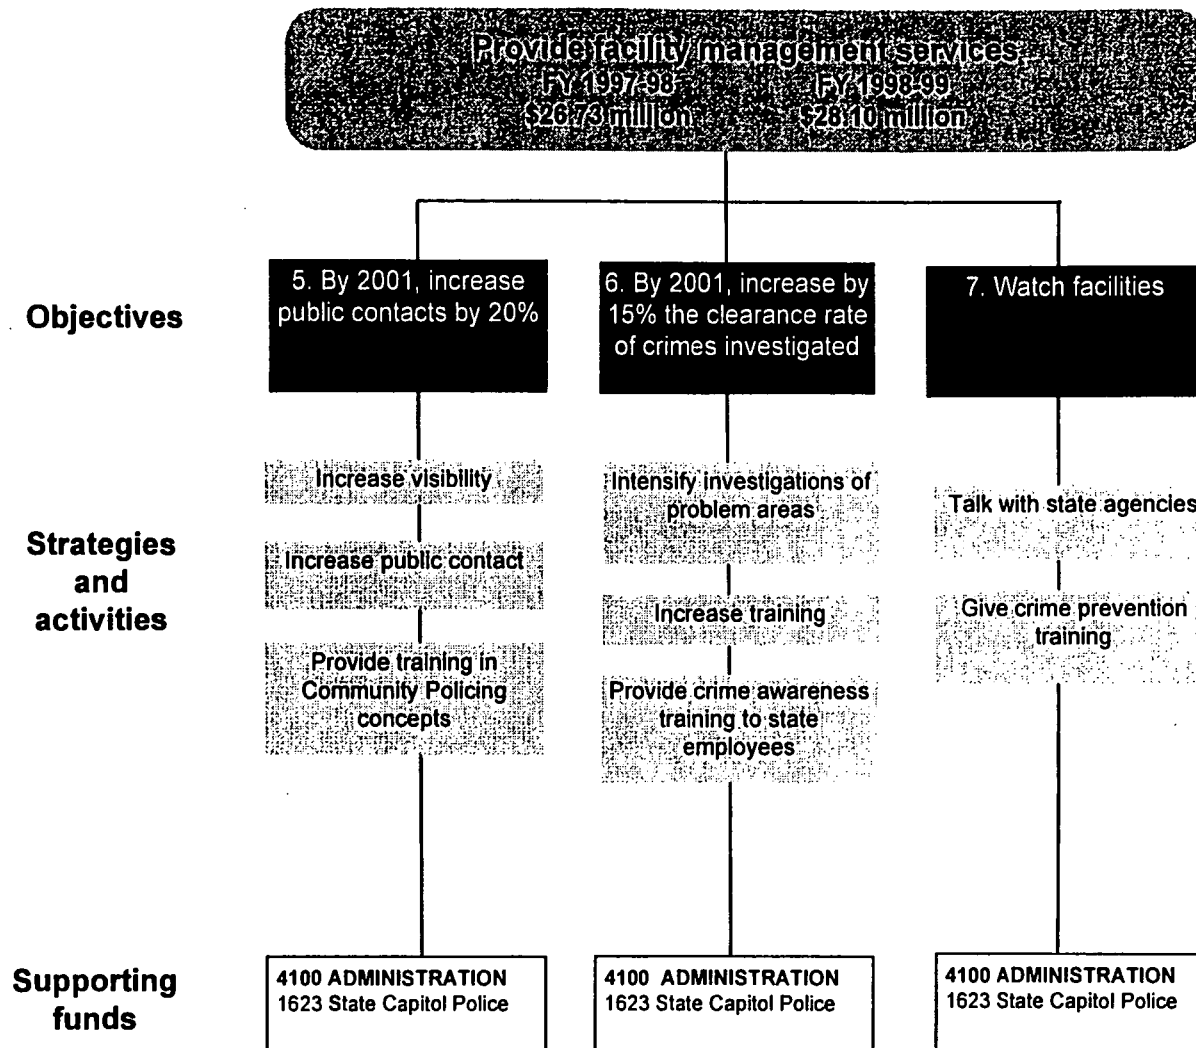 Provide facility management services
FY 1997-98 FY 1998-99
$26.73 million $28.10 million
Objectives
5. By 2001, increase
public contacts by 20%
6. By 2001, increase by
15% the clearance rate
of crimes investigated
7. Watch facilities
Strategies
and
activities
Increase visibility
Increase public contact
Provide training in
Community Policing
concepts
Intensify investigations of
problem areas
Increase training
Provide crime awareness
training to state
employees
Talk with state agencies
Give crime prevention
training
Supporting
funds
4100 ADMINISTRATION
1623 State Capitol Police
4100 ADMINISTRATION
1623 State Capitol Police
4100 ADMINISTRATION
1623 State Capitol Police